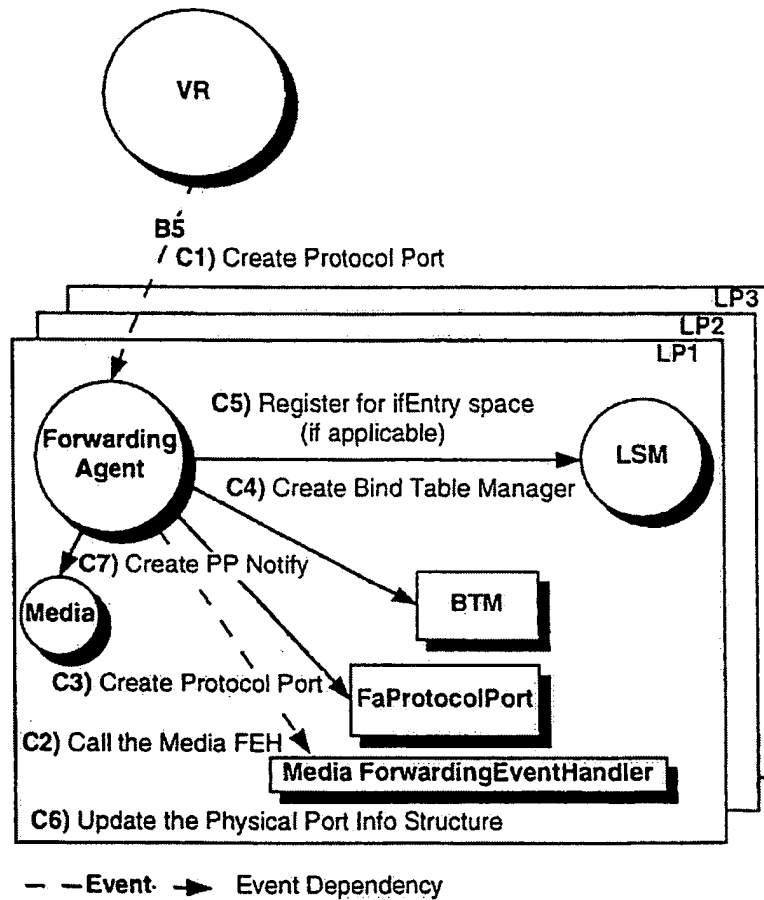 VR
B5
C1) Create Protocol Port
LP3
LP2
LP1
C5) Register for ifEntry space
(if applicable)
Forwarding
Agent
LSM
C4) Create Bind Table Manager
C7) Create PP Notify
BTM
Media
C3) Create Protocol Port
FaProtocolPort
C2) Call the Media FEH
Media ForwardingEventHandler
C6) Update the Physical Port Info Structure
Event Event Dependency